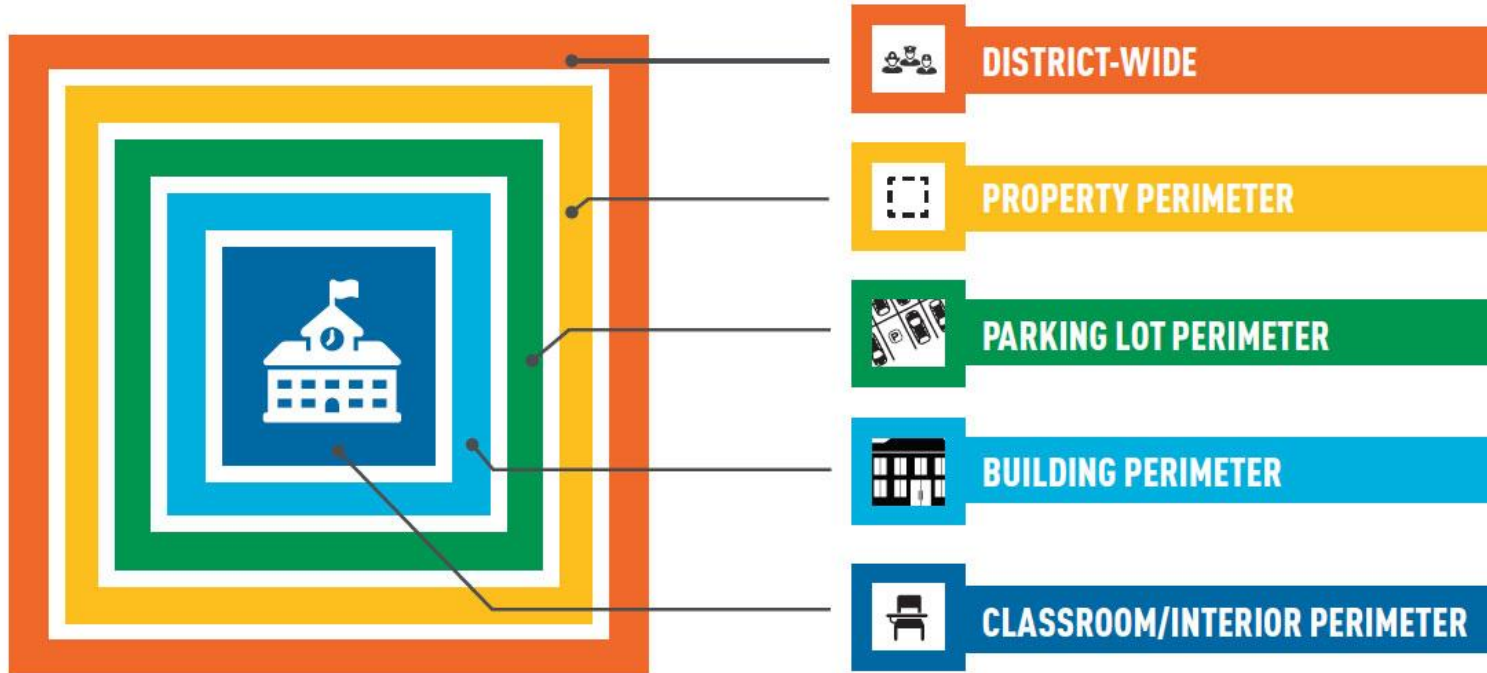 DISTRICT-WIDE
PROPERTY PERIMETER
P
PARKING LOT PERIMETER
BUILDING PERIMETER
CLASSROOM/INTERIOR PERIMETER